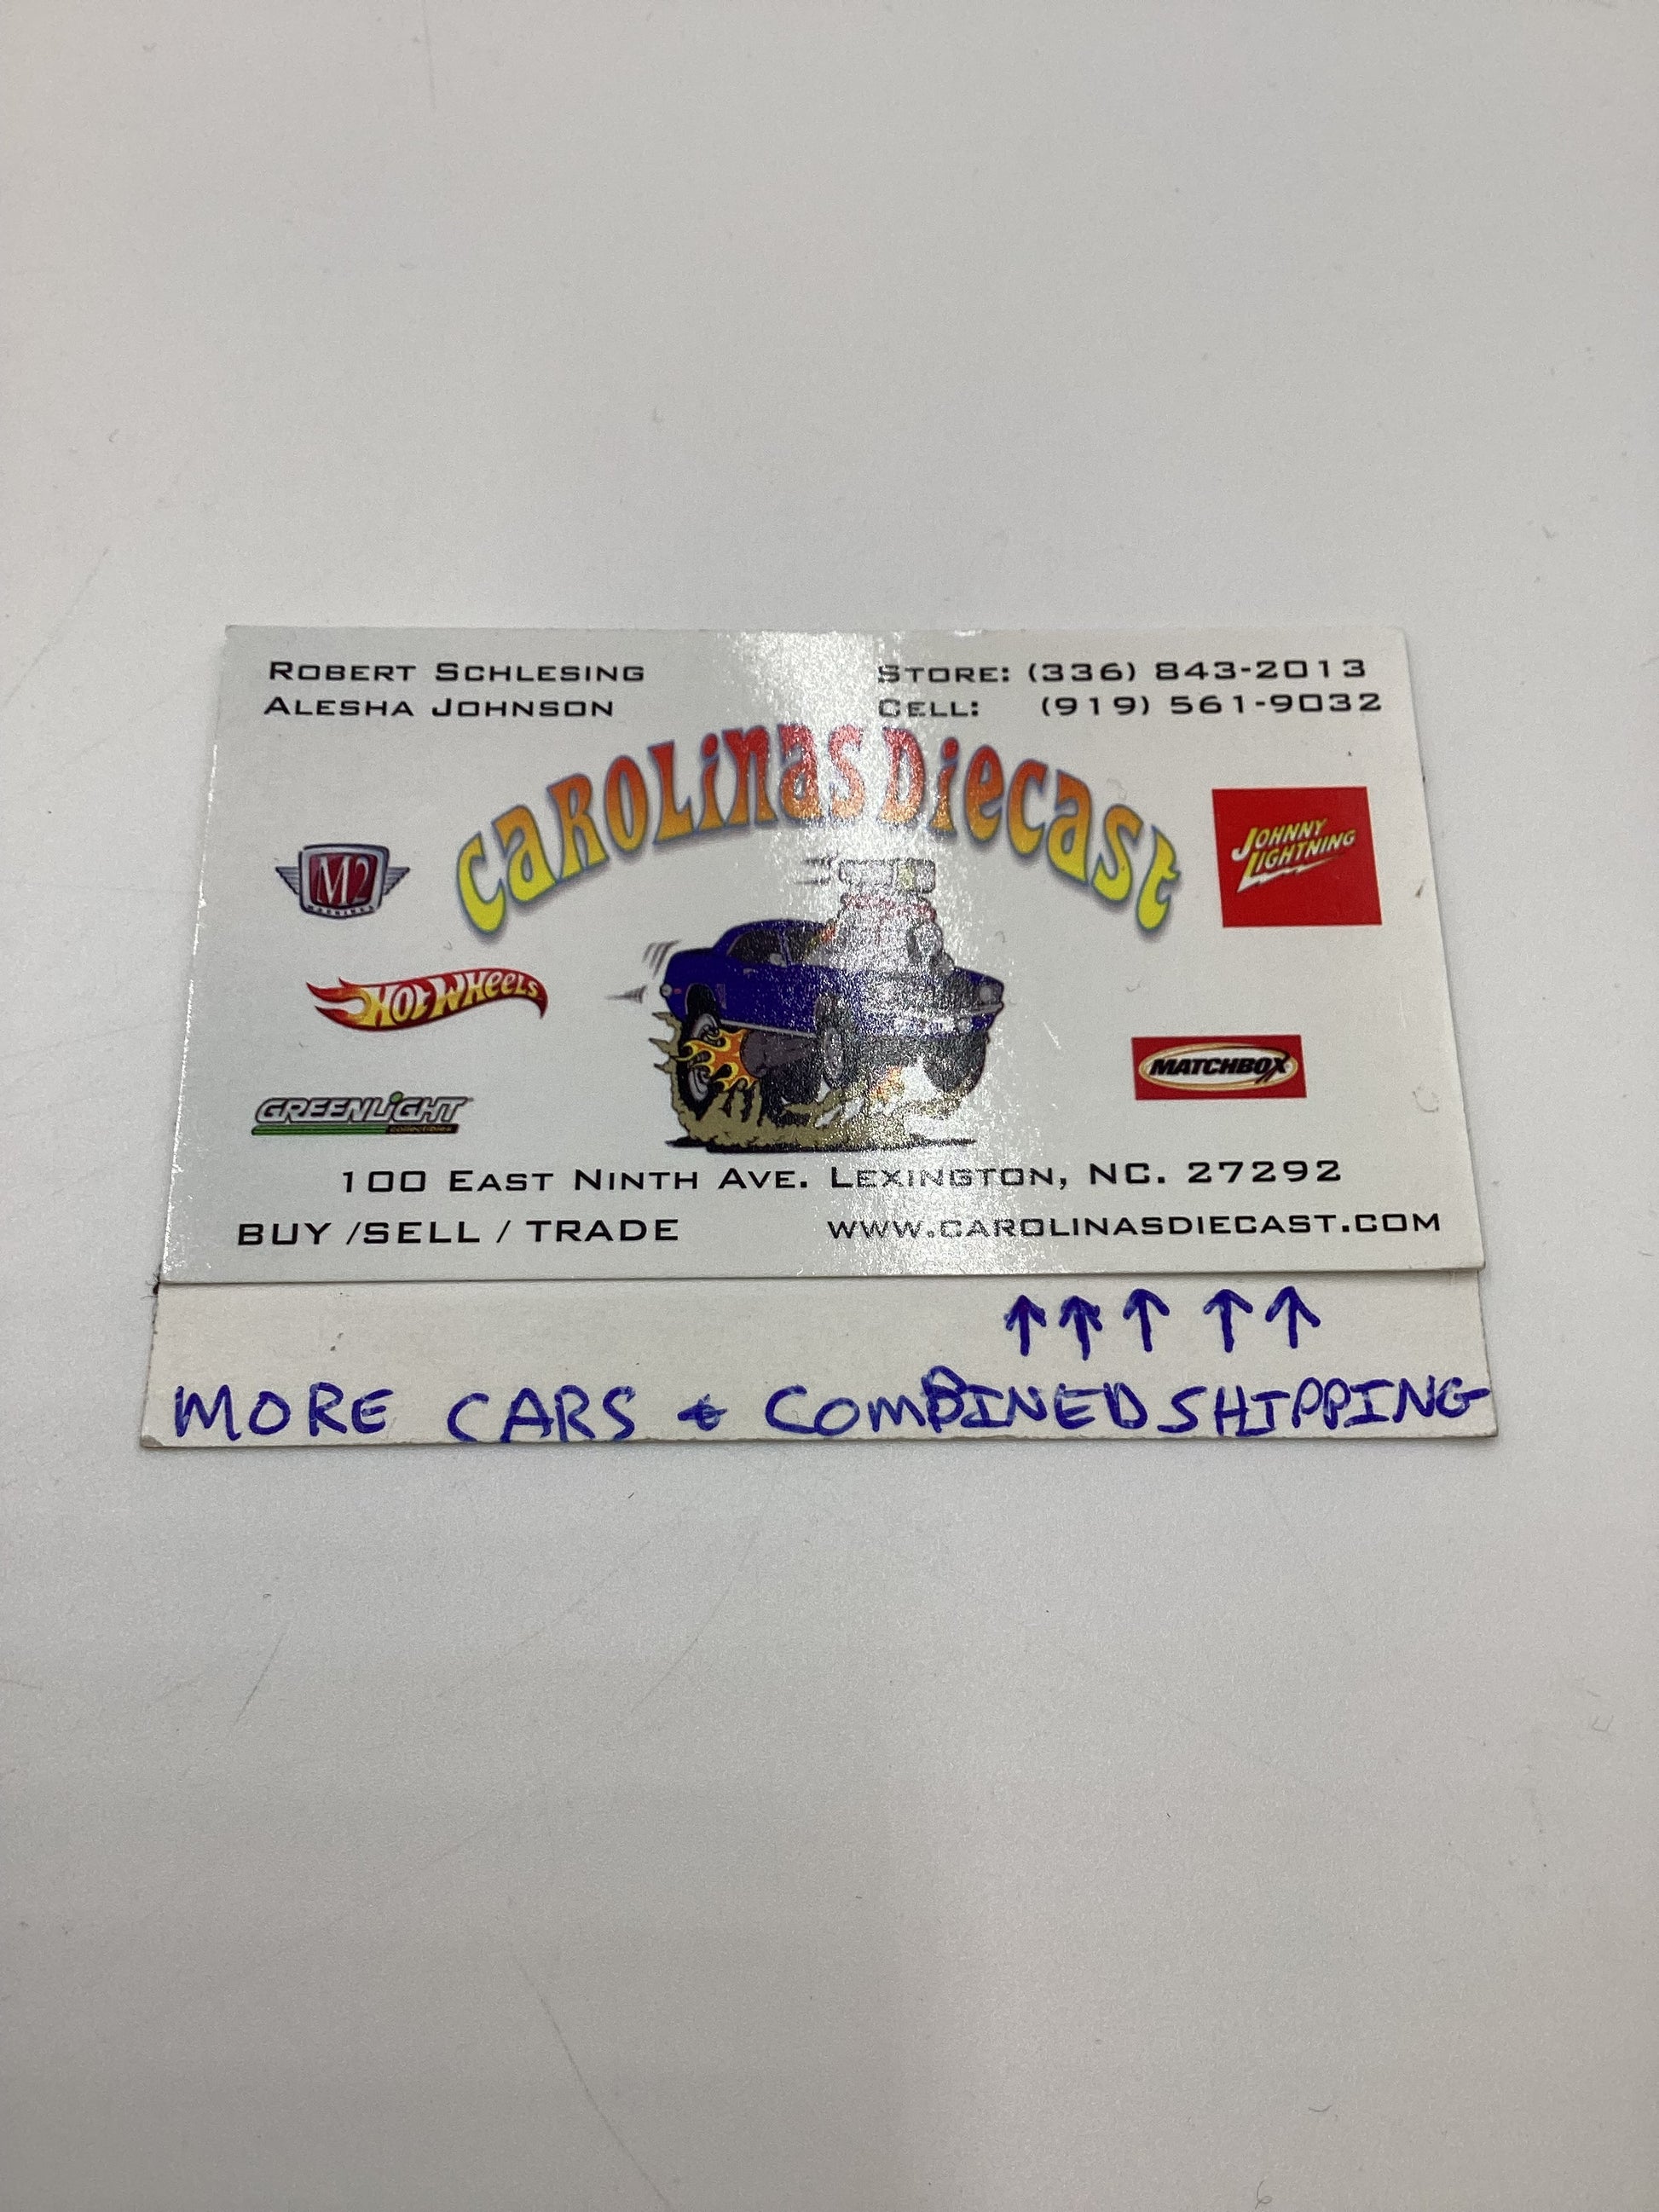 ROBERT SCHLESING
ALESHA JOHNSON
STORE: (336) 843-2013
CELL: (919) 561-9032
CAROLINAS DIECAST
M2
MACHINES
JOHNNY
LIGHTNING
HOT WHEELS
MATCHBOX
GREENLIGHT
collectibles
100 EAST NINTH AVE. LEXINGTON, NC. 27292
BUY /SELL / TRADE
WWW.CAROLINASDIECAST.COM
↑↑↑ ↑↑
MORE CARS & COMBINED SHIPPING